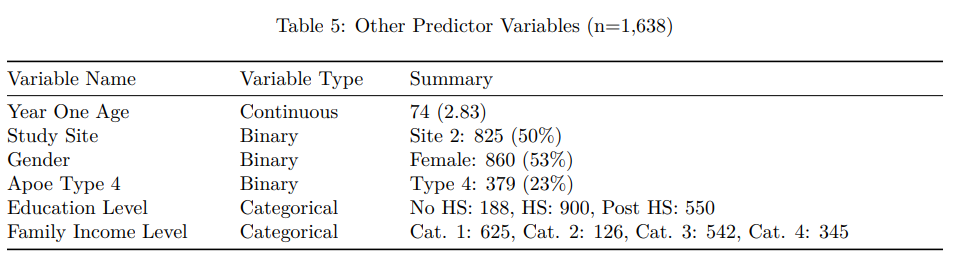 Table 5: Other Predictor Variables (n=1,638)
Variable Name Variable Type Summary
Year One Age Continuous 74 (2.83)
Study Site Binary Site 2: 825 (50%)
Gender Binary Female: 860 (53%)
Apoe Type 4 Binary Type 4: 379 (23%)
Education Level Categorical No HS: 188, HS: 900, Post HS: 550
Family Income Level Categorical Cat. 1: 625, Cat. 2: 126, Cat. 3: 542, Cat. 4: 345